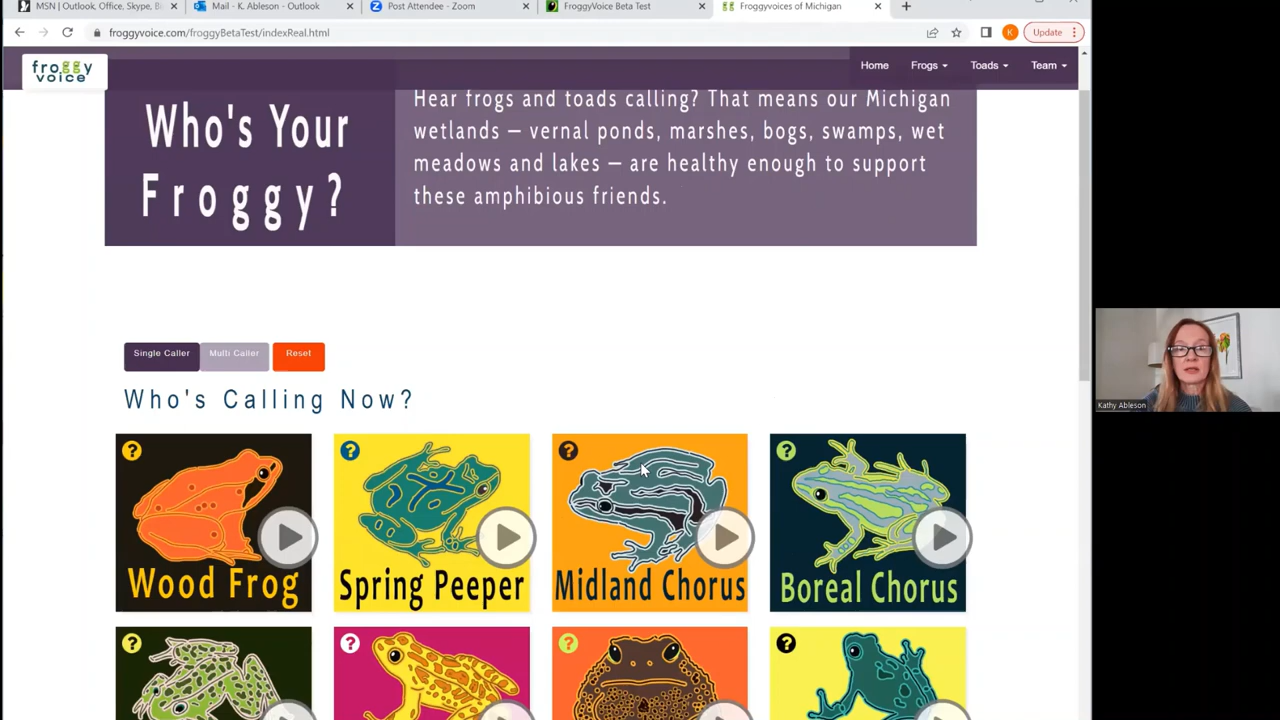 MSN | Outlook, Office, Skype, B
Mail - K. Ableson - Outlook
Post Attendee - Zoom
FroggyVoice Beta Test
Froggyvoices of Michigan
froggyvoice.com/froggyBetaTest/indexReal.html
K
Update
froggy
voice
Home
Frogs
Toads
Team
Who's Your
Froggy?
Hear frogs and toads calling? That means our Michigan
wetlands — vernal ponds, marshes, bogs, swamps, wet
meadows and lakes — are healthy enough to support
these amphibious friends.
Single Caller
Multi Caller
Reset
Who's Calling Now?
?
?
?
?
Wood Frog
Spring Peeper
Midland Chorus
Boreal Chorus
?
?
?
?
Kathy Ableson